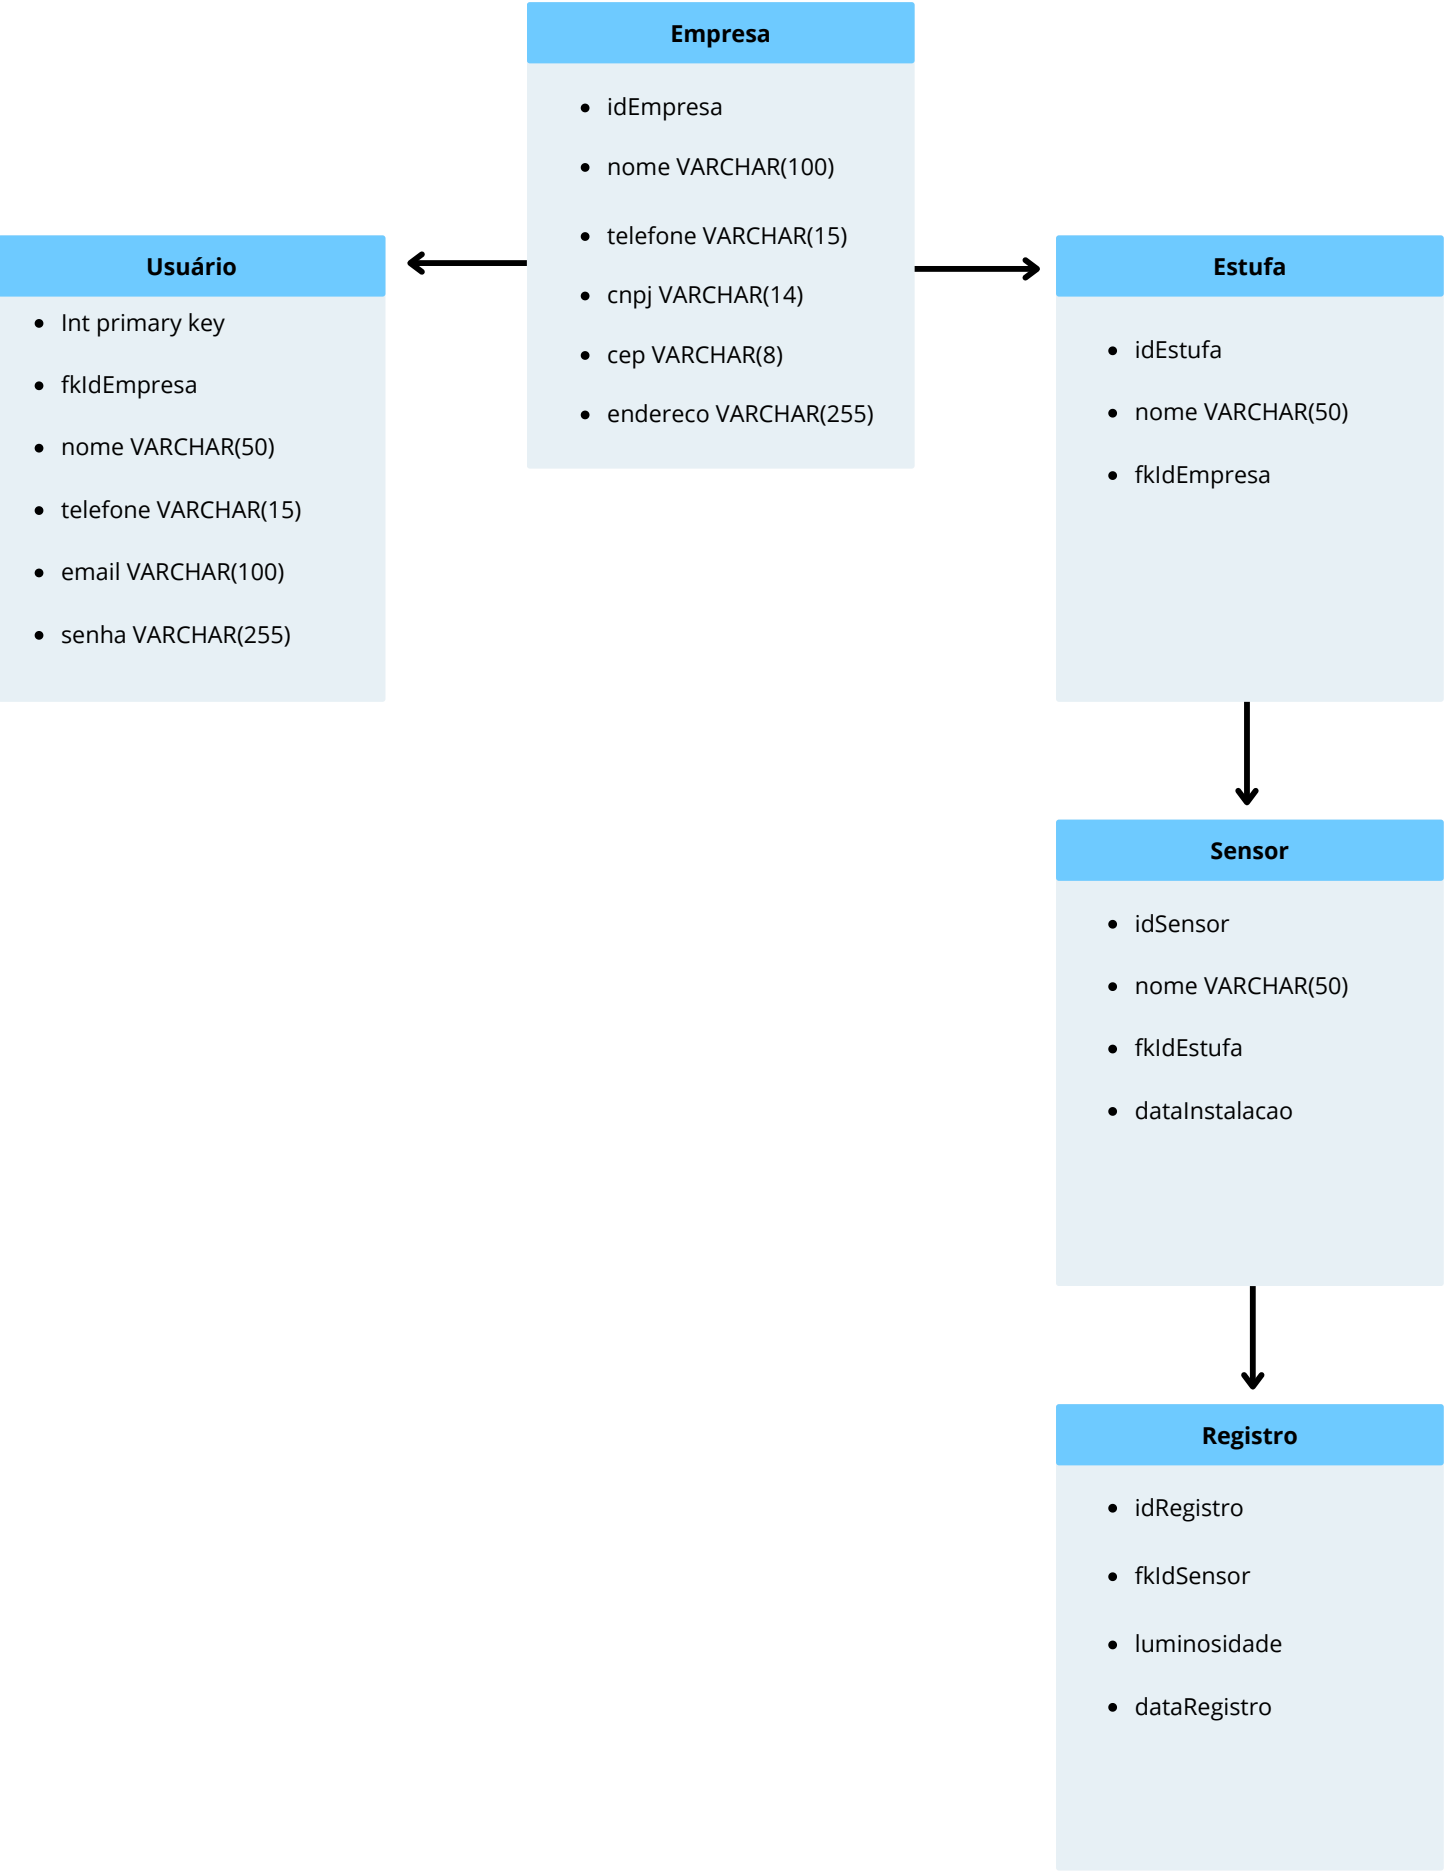 Empresa
idEmpresa
nome VARCHAR(100)
telefone VARCHAR(15)
cnpj VARCHAR(14)
cep VARCHAR(8)
endereco VARCHAR(255)
Usuário
Int primary key
fkIdEmpresa
nome VARCHAR(50)
telefone VARCHAR(15)
email VARCHAR(100)
senha VARCHAR(255)
Estufa
idEstufa
nome VARCHAR(50)
fkIdEmpresa
Sensor
idSensor
nome VARCHAR(50)
fkIdEstufa
dataInstalacao
Registro
idRegistro
fkIdSensor
luminosidade
dataRegistro